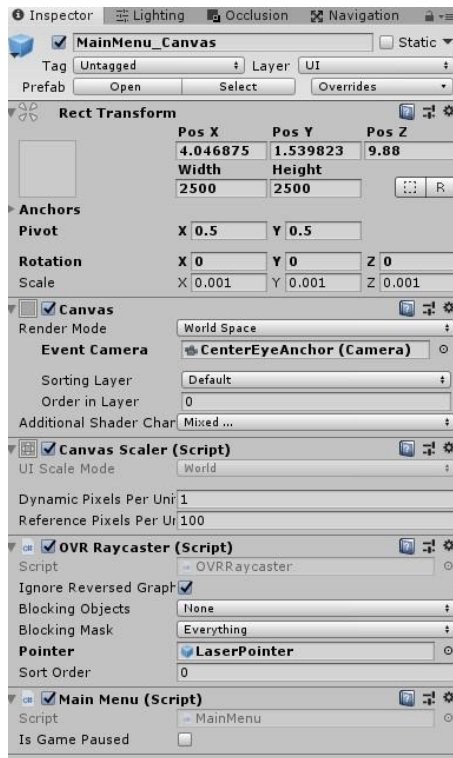 Inspector Lighting Occlusion Navigation
MainMenu_Canvas Static
Tag Untagged Layer UI
Prefab Open Select Overrides
Rect Transform
Pos X Pos Y Pos Z
4.046875 1.539823 9.88
Width Height
2500 2500 R
Anchors
Pivot X 0.5 Y 0.5
Rotation X 0 Y 0 Z 0
Scale X 0.001 Y 0.001 Z 0.001
Canvas
Render Mode World Space
Event Camera CenterEyeAnchor (Camera)
Sorting Layer Default
Order in Layer 0
Additional Shader Char Mixed ...
Canvas Scaler (Script)
UI Scale Mode World
Dynamic Pixels Per Uni 1
Reference Pixels Per U 100
OVR Raycaster (Script)
Script OVRRaycaster
Ignore Reversed Graph
Blocking Objects None
Blocking Mask Everything
Pointer LaserPointer
Sort Order 0
Main Menu (Script)
Script MainMenu
Is Game Paused